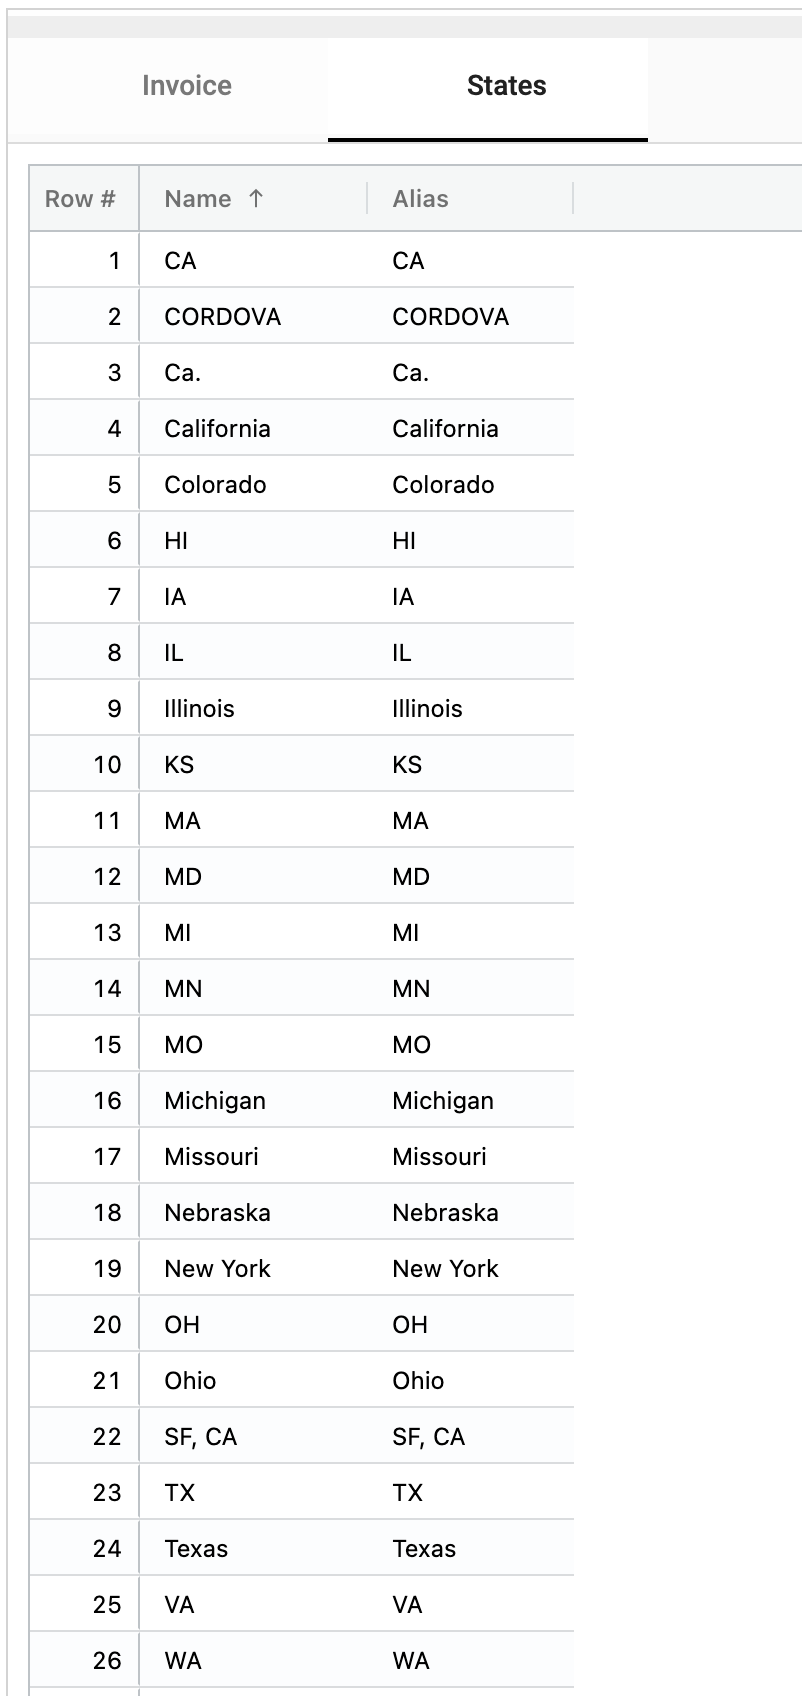 Invoice States
Row # Name ↑ Alias
1 CA CA
2 CORDOVA CORDOVA
3 Ca. Ca.
4 California California
5 Colorado Colorado
6 HI HI
7 IA IA
8 IL IL
9 Illinois Illinois
10 KS KS
11 MA MA
12 MD MD
13 MI MI
14 MN MN
15 MO MO
16 Michigan Michigan
17 Missouri Missouri
18 Nebraska Nebraska
19 New York New York
20 OH OH
21 Ohio Ohio
22 SF, CA SF, CA
23 TX TX
24 Texas Texas
25 VA VA
26 WA WA